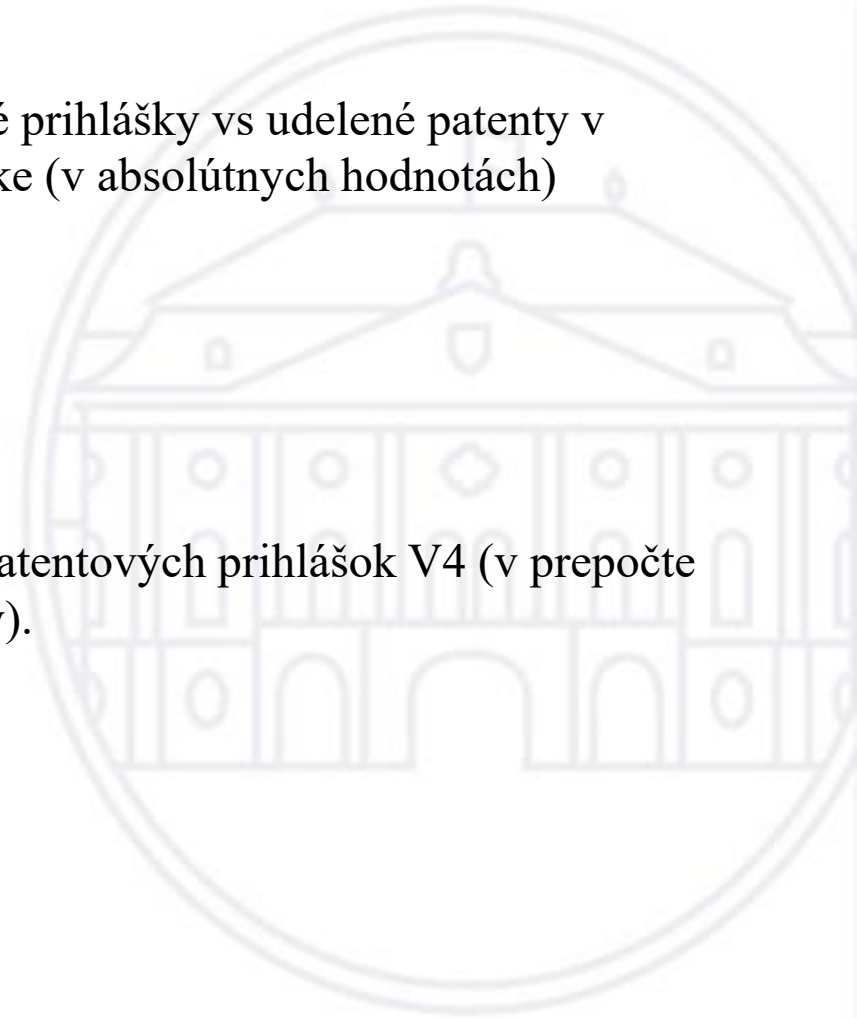 é prihlášky vs udelené patenty v
ke (v absolútnych hodnotách)
atentových prihlášok V4 (v prepočte
).